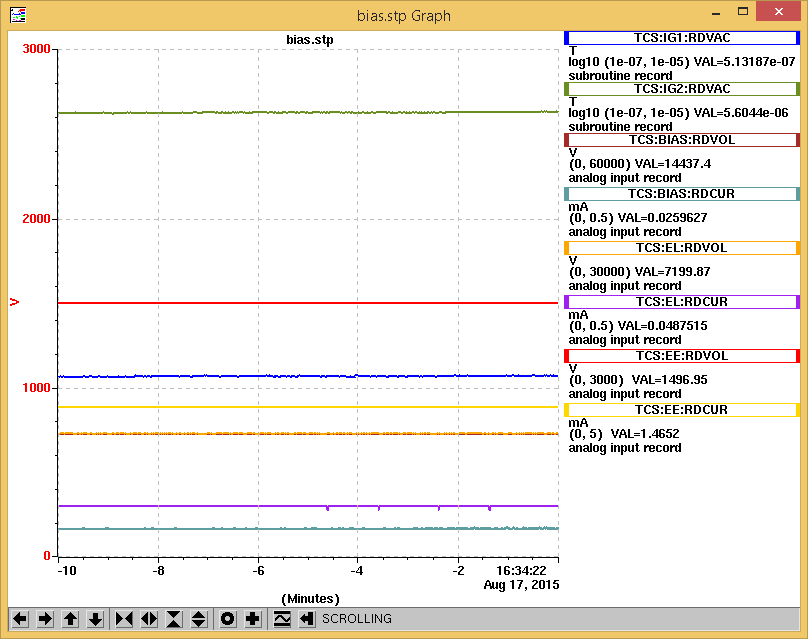 bias.stp Graph
bias.stp
3000
2000
V
1000
0
-10
-8
-6
-4
-2
16:34:22
Aug 17, 2015
(Minutes)
TCS:IG1:RDVAC
T
log10 (1e-07, 1e-05) VAL=5.13187e-07
subroutine record
TCS:IG2:RDVAC
T
log10 (1e-07, 1e-05) VAL=5.6044e-06
subroutine record
TCS:BIAS:RDVOL
V
(0, 60000) VAL=14437.4
analog input record
TCS:BIAS:RDCUR
mA
(0, 0.5) VAL=0.0259627
analog input record
TCS:EL:RDVOL
V
(0, 30000) VAL=7199.87
analog input record
TCS:EL:RDCUR
mA
(0, 0.5) VAL=0.0487515
analog input record
TCS:EE:RDVOL
V
(0, 3000) VAL=1496.95
analog input record
TCS:EE:RDCUR
mA
(0, 5) VAL=1.4652
analog input record
SCROLLING